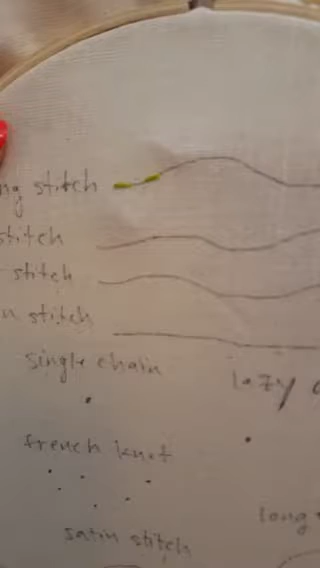 stitch
stitch
stitch
stitch
single chain
lazy
french knot
long
satin stitch